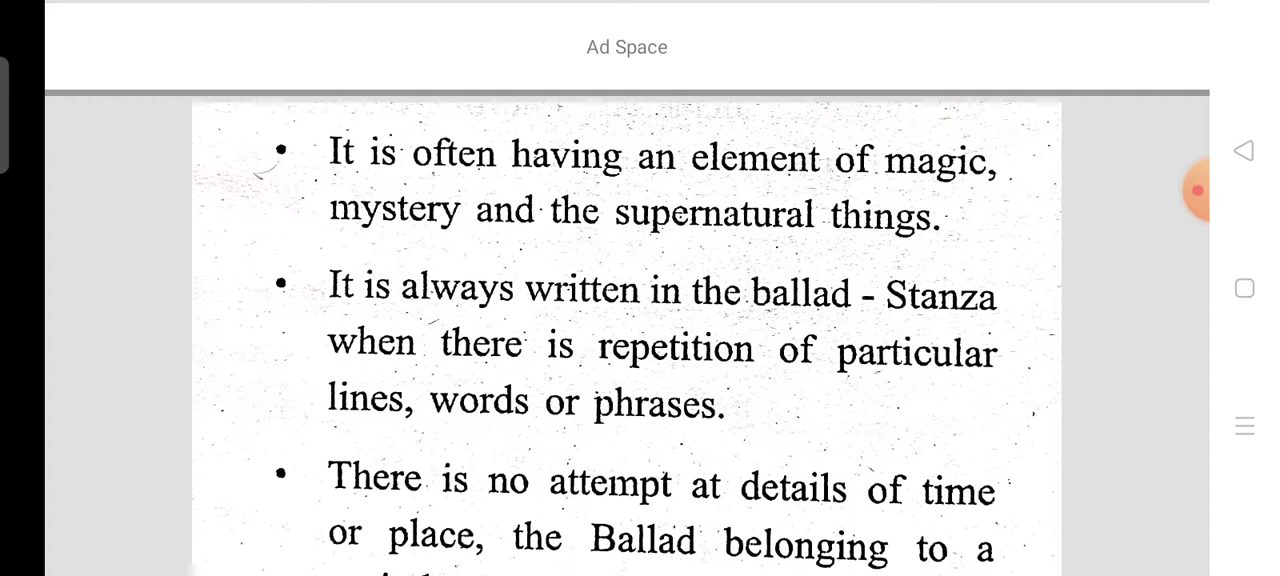 Ad Space
• It is often having an element of magic,
mystery and the supernatural things.
• It is always written in the ballad - Stanza
when there is repetition of particular
lines, words or phrases.
• There is no attempt at details of time
or place, the Ballad belonging to a